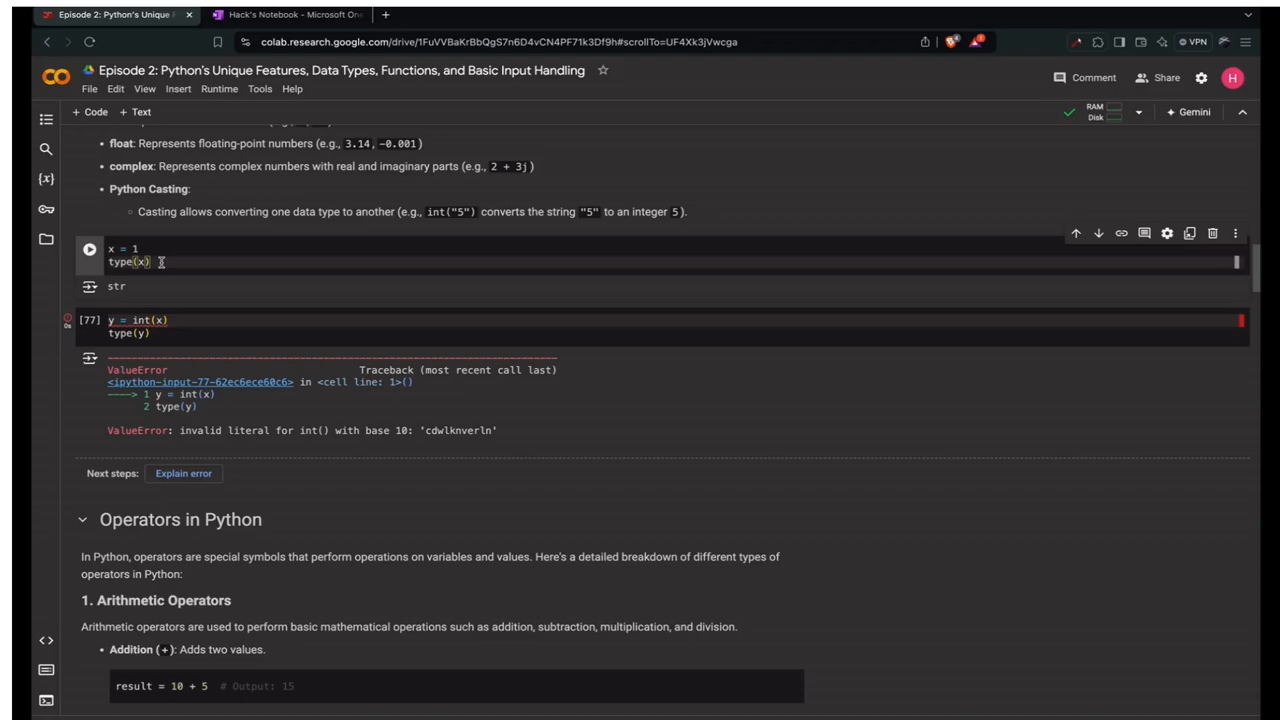 Episode 2: Python's Unique F
Hack's Notebook - Microsoft On
colab.research.google.com/drive/1FuVVBaKrBbQgS7n6D4vCN4PF71k3Df9h#scrollTo=UF4Xk3jVwcga
VPN
Episode 2: Python's Unique Features, Data Types, Functions, and Basic Input Handling
Comment
Share
H
File Edit View Insert Runtime Tools Help
+ Code + Text
RAM
Disk
Gemini
• float: Represents floating-point numbers (e.g., 3.14, -0.001)
• complex: Represents complex numbers with real and imaginary parts (e.g., 2 + 3j)
• Python Casting:
◦ Casting allows converting one data type to another (e.g., int("5") converts the string "5" to an integer 5).
x = 1
type(x)
str
[77] y = int(x)
0s
type(y)
ValueError Traceback (most recent call last)
<ipython-input-77-62ec6ece60c6> in <cell line: 1>()
----> 1 y = int(x)
2 type(y)
ValueError: invalid literal for int() with base 10: 'cdwlknverln'
Next steps: Explain error
Operators in Python
In Python, operators are special symbols that perform operations on variables and values. Here's a detailed breakdown of different types of
operators in Python:
1. Arithmetic Operators
Arithmetic operators are used to perform basic mathematical operations such as addition, subtraction, multiplication, and division.
• Addition (+): Adds two values.
result = 10 + 5 # Output: 15